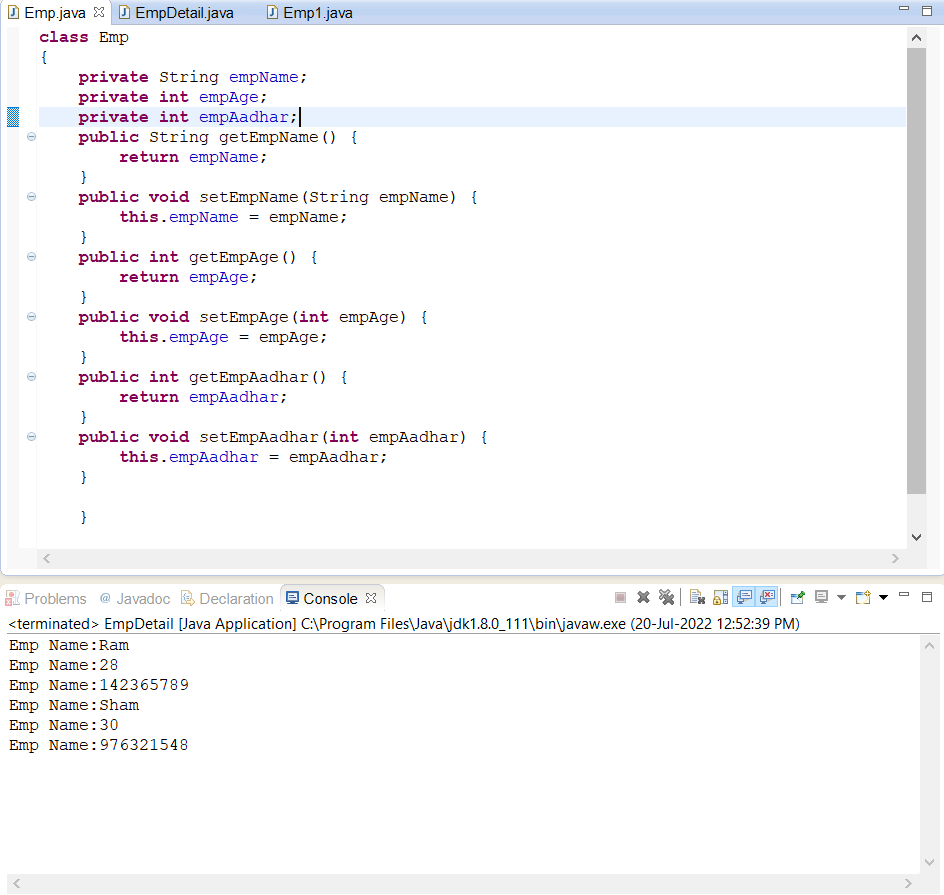 Emp.java EmpDetail.java Emp1.java
class Emp
{
    private String empName;
    private int empAge;
    private int empAadhar;
    public String getEmpName() {
        return empName;
    }
    public void setEmpName(String empName) {
        this.empName = empName;
    }
    public int getEmpAge() {
        return empAge;
    }
    public void setEmpAge(int empAge) {
        this.empAge = empAge;
    }
    public int getEmpAadhar() {
        return empAadhar;
    }
    public void setEmpAadhar(int empAadhar) {
        this.empAadhar = empAadhar;
    }
    }
Problems @ Javadoc Declaration Console
<terminated> EmpDetail [Java Application] C:\Program Files\Java\jdk1.8.0_111\bin\javaw.exe (20-Jul-2022 12:52:39 PM)
Emp Name:Ram
Emp Name:28
Emp Name:142365789
Emp Name:Sham
Emp Name:30
Emp Name:976321548